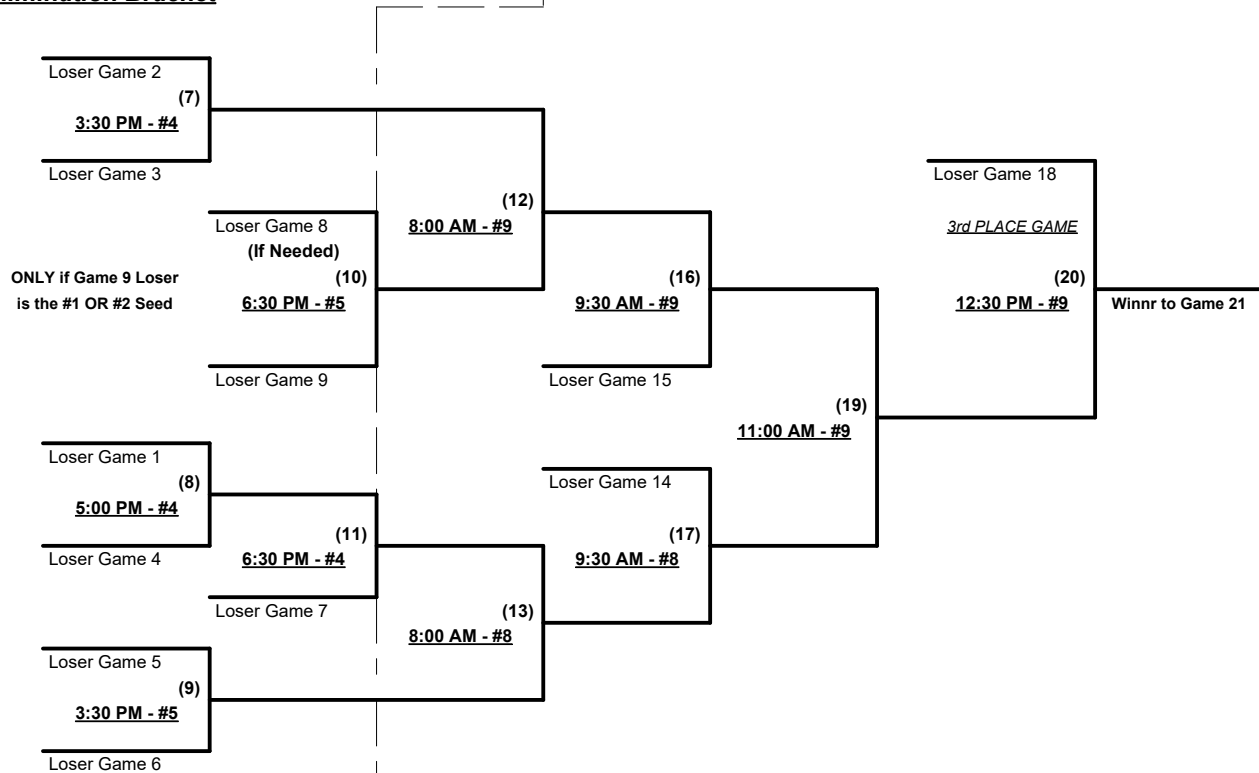 limination Bracket
Loser Game 2
(7)
3:30 PM - #4
Loser Game 3
Loser Game 8
(If Needed)
(10)
6:30 PM - #5
Loser Game 9
ONLY if Game 9 Loser
is the #1 OR #2 Seed
(12)
8:00 AM - #9
(16)
9:30 AM - #9
Loser Game 15
Loser Game 18
3rd PLACE GAME
(20)
12:30 PM - #9
Winnr to Game 21
(19)
11:00 AM - #9
Loser Game 1
(8)
5:00 PM - #4
Loser Game 4
(11)
6:30 PM - #4
Loser Game 7
Loser Game 14
(17)
9:30 AM - #8
(13)
8:00 AM - #8
Loser Game 5
(9)
3:30 PM - #5
Loser Game 6